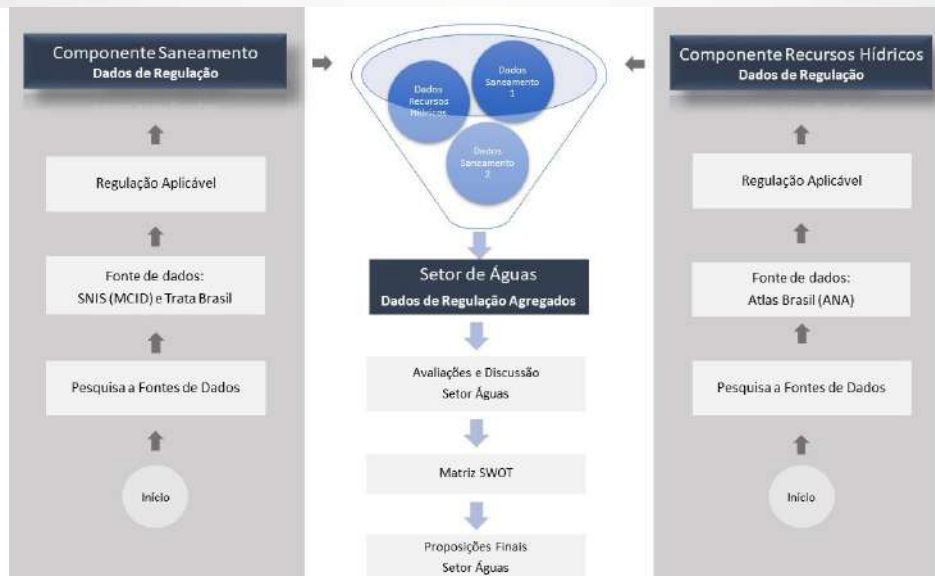 Componente Saneamento
Dados de Regulação
Regulação Aplicável
Fonte de dados:
SNIS (MCID) e Trata Brasil
Pesquisa a Fontes de Dados
Início
Dados
Recursos
Hídricos
Dados
Saneamento
1
Dados
Saneamento
2
Setor de Águas
Dados de Regulação Agregados
Avaliações e Discussão
Setor Águas
Matriz SWOT
Proposições Finais
Setor Águas
Componente Recursos Hídricos
Dados de Regulação
Regulação Aplicável
Fonte de dados:
Atlas Brasil (ANA)
Pesquisa a Fontes de Dados
Início